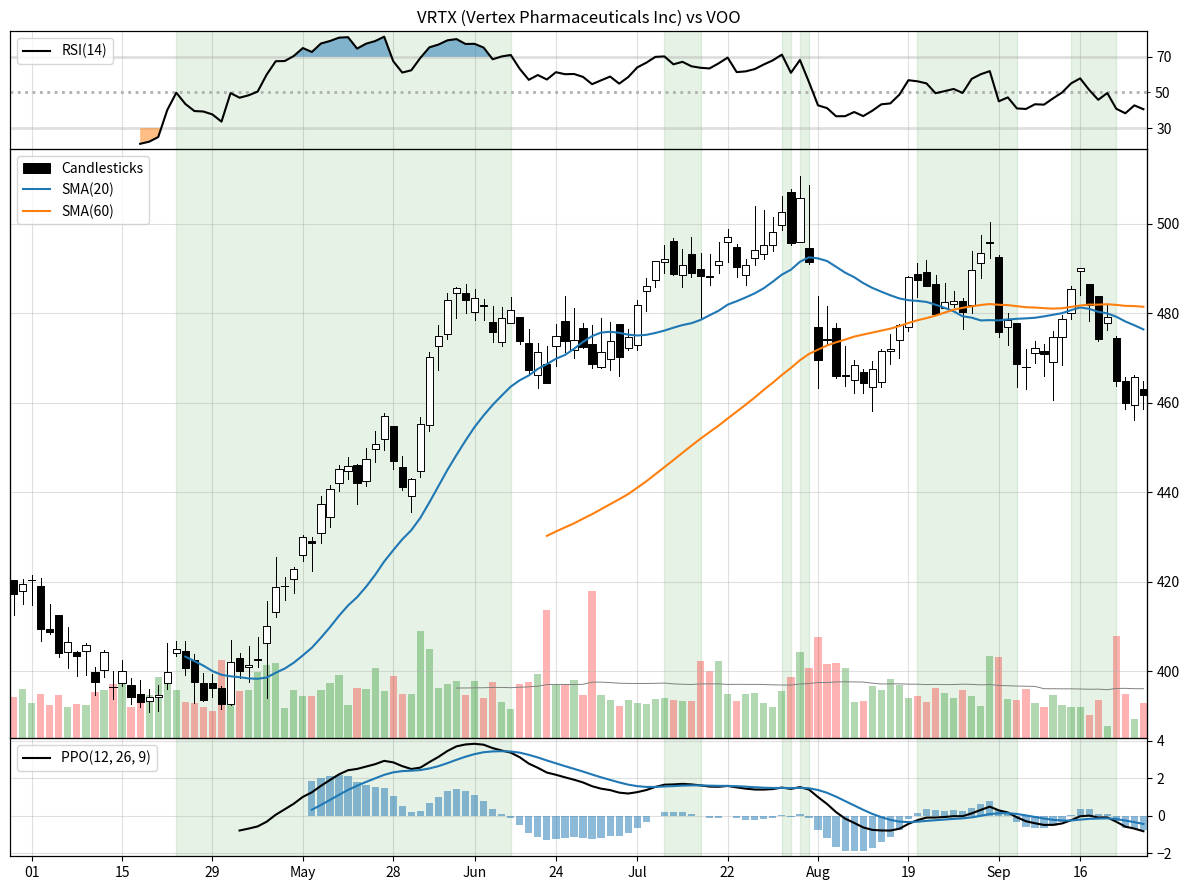 VRTX (Vertex Pharmaceuticals Inc) vs VOO
RSI(14)
70
50
30
Candlesticks
SMA(20)
SMA(60)
500
480
460
440
420
400
PPO(12, 26, 9)
4
2
0
−2
01 15 29 May 28 Jun 24 Jul 22 Aug 19 Sep 16